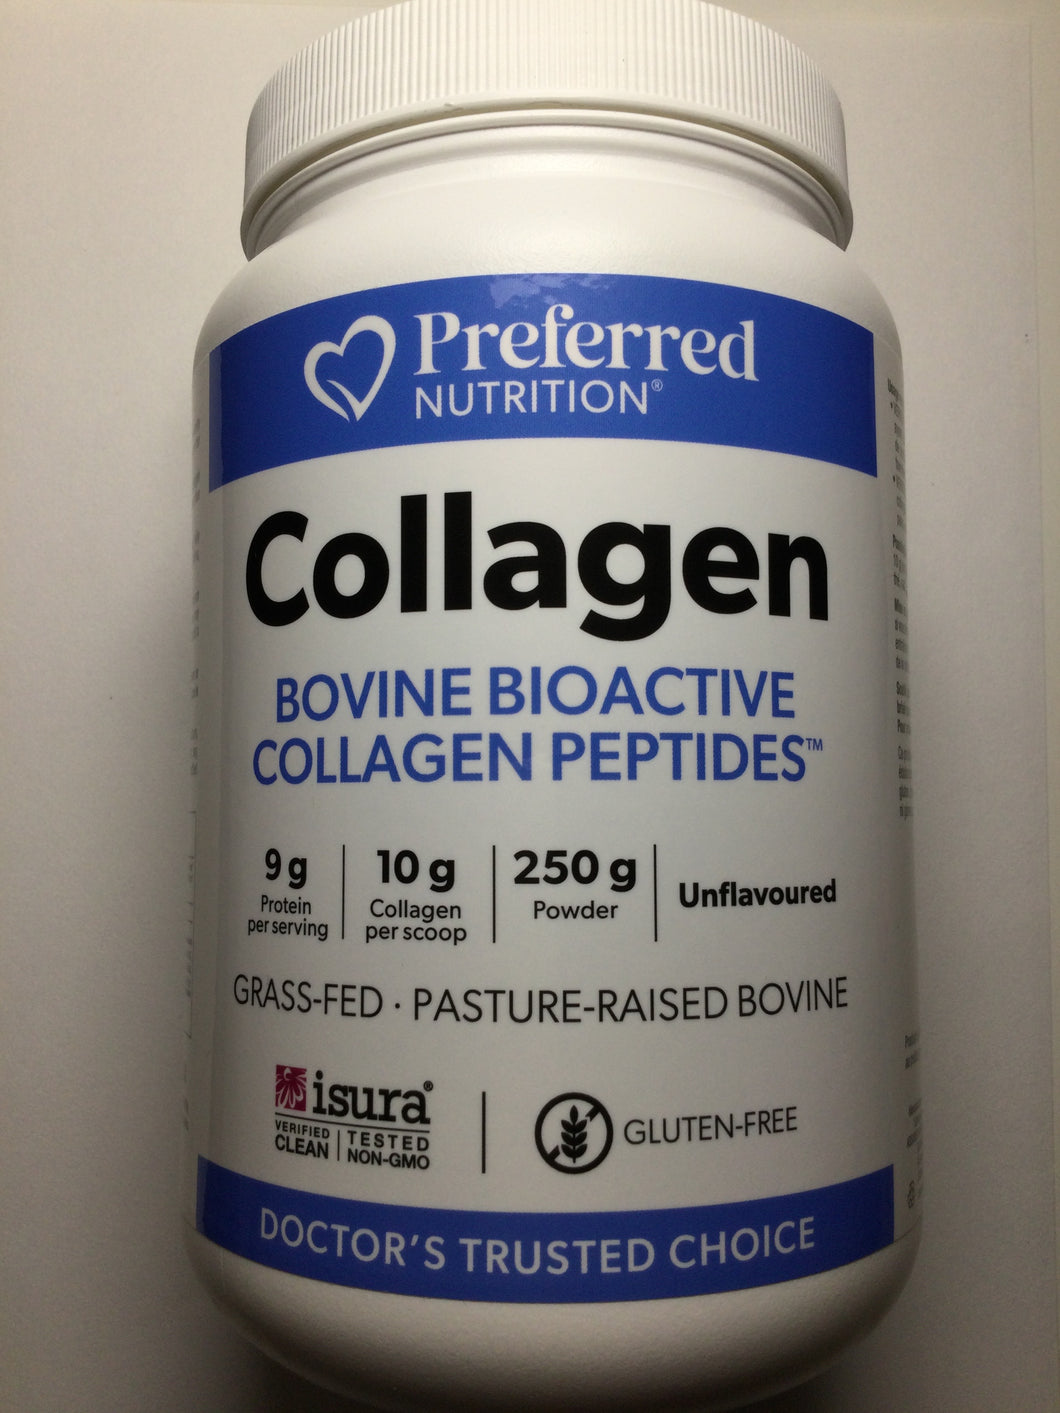 Preferred
NUTRITION®
Collagen
BOVINE BIOACTIVE
COLLAGEN PEPTIDES™
9 g
Protein
per serving
10 g
Collagen
per scoop
250 g
Powder
Unflavoured
GRASS-FED · PASTURE-RAISED BOVINE
isura®
VERIFIED
CLEAN
TESTED
NON-GMO
GLUTEN-FREE
DOCTOR'S TRUSTED CHOICE